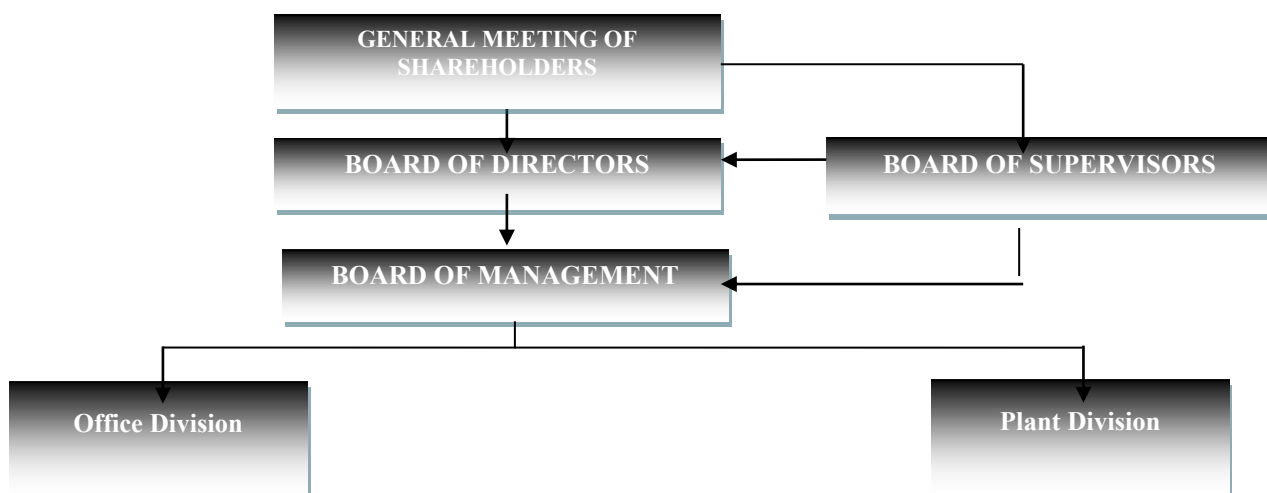 GENERAL MEETING OF
SHAREHOLDERS
BOARD OF DIRECTORS
BOARD OF SUPERVISORS
BOARD OF MANAGEMENT
Office Division
Plant Division